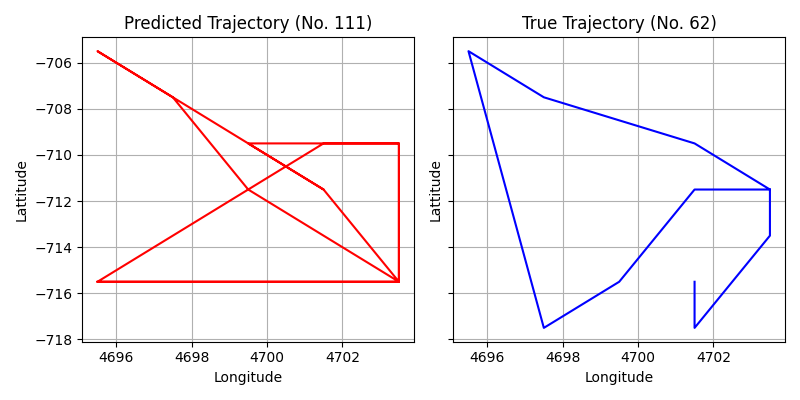 Predicted Trajectory (No. 111)
Lattitude
−706
−708
−710
−712
−714
−716
−718
4696 4698 4700 4702
Longitude
True Trajectory (No. 62)
Lattitude
4696 4698 4700 4702
Longitude